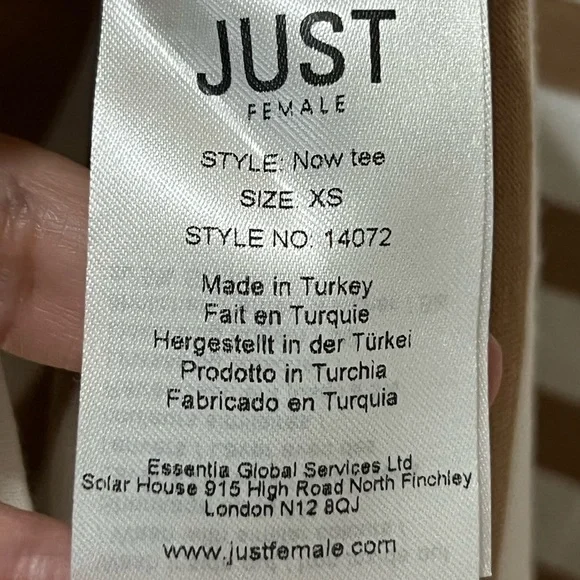 JUST
FEMALE
STYLE: Now tee
SIZE: XS
STYLE NO: 14072
Made in Turkey
Fait en Turquie
Hergestellt in der Türkei
Prodotto in Turchia
Fabricado en Turquia
Essentia Global Services Ltd
Solar House 915 High Road North Finchley
London N12 8QJ
www.justfemale.com